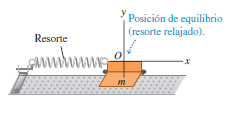 y
Posición de equilibrio
(resorte relajado).
Resorte
O
x
m